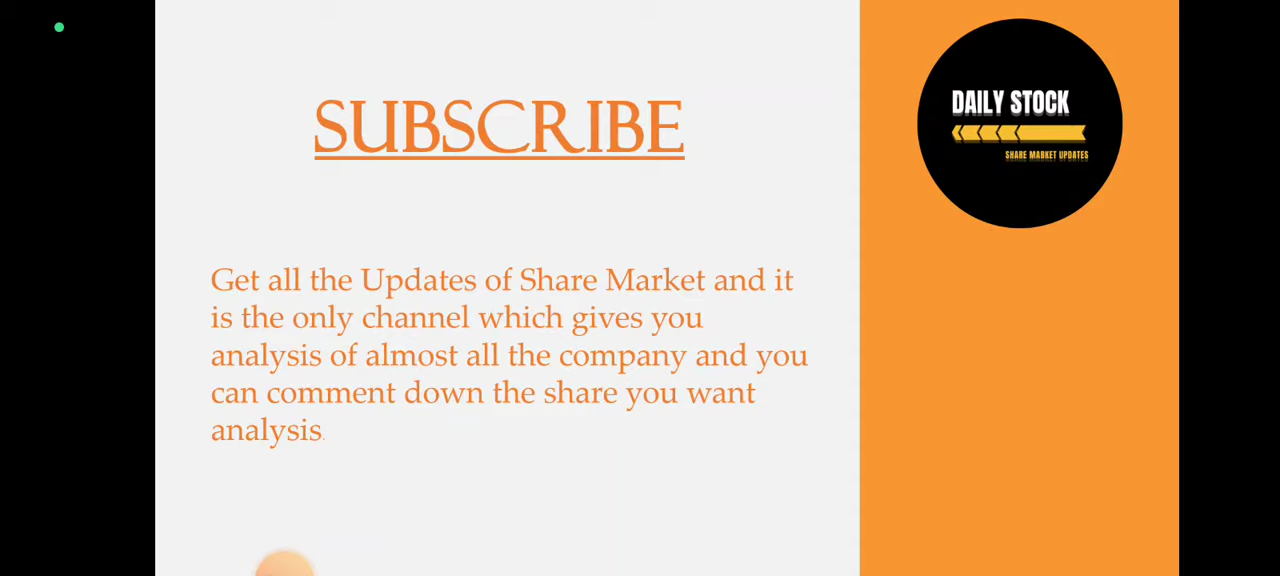 SUBSCRIBE
Get all the Updates of Share Market and it
is the only channel which gives you
analysis of almost all the company and you
can comment down the share you want
analysis.
DAILY STOCK
SHARE MARKET UPDATES